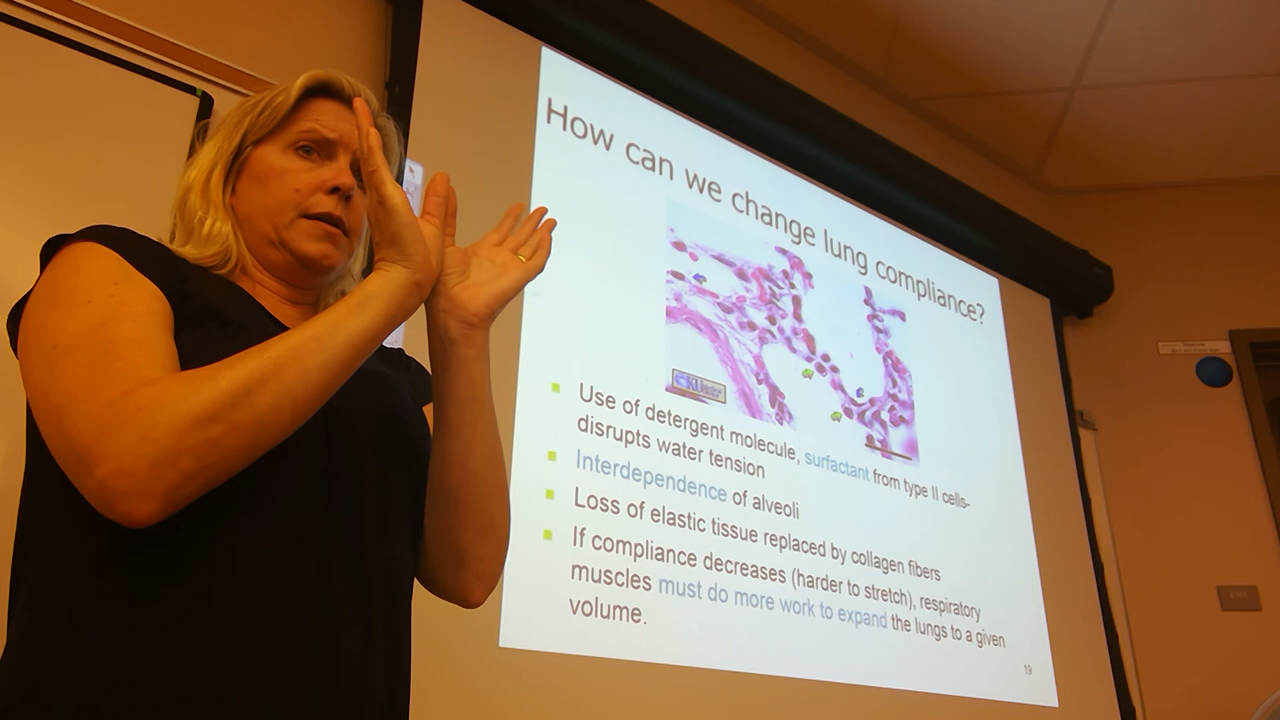 How can we change lung compliance?
KU
Use of detergent molecule, surfactant from type II cells-
disrupts water tension
Interdependence of alveoli
Loss of elastic tissue replaced by collagen fibers
If compliance decreases (harder to stretch), respiratory
muscles must do more work to expand the lungs to a given
volume.
19